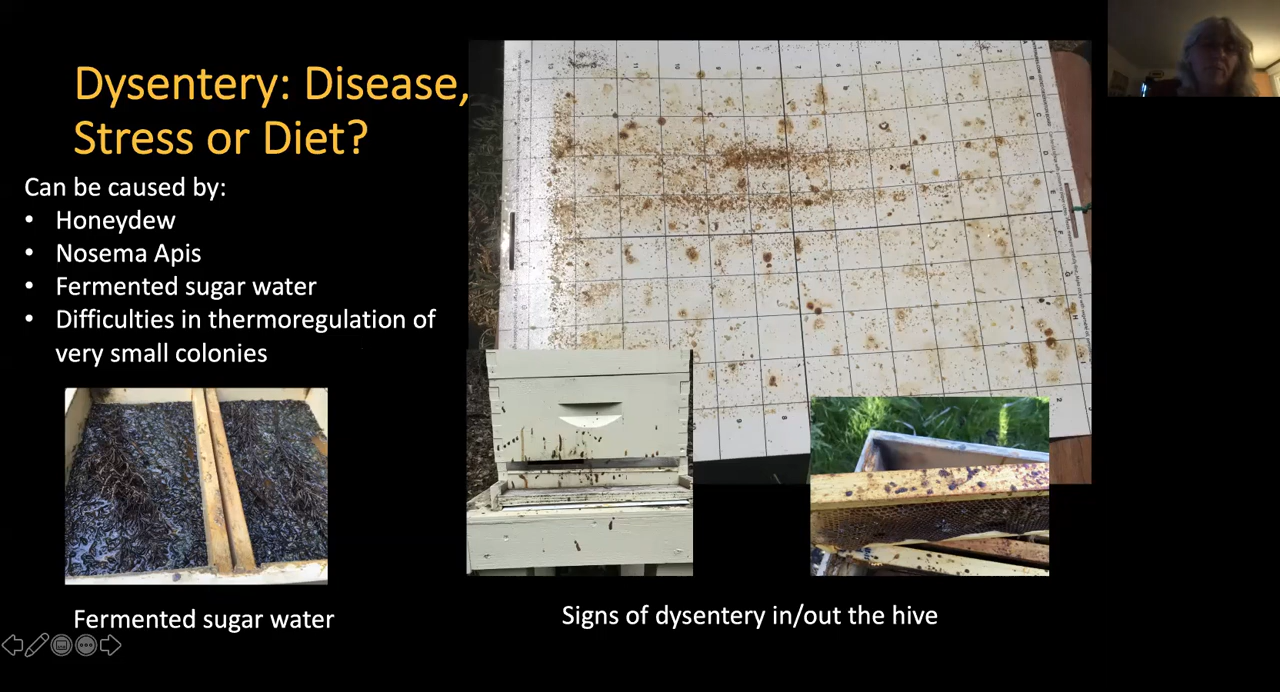 Dysentery: Disease,
Stress or Diet?
Can be caused by:
• Honeydew
• Nosema Apis
• Fermented sugar water
• Difficulties in thermoregulation of
very small colonies
Fermented sugar water
Signs of dysentery in/out the hive